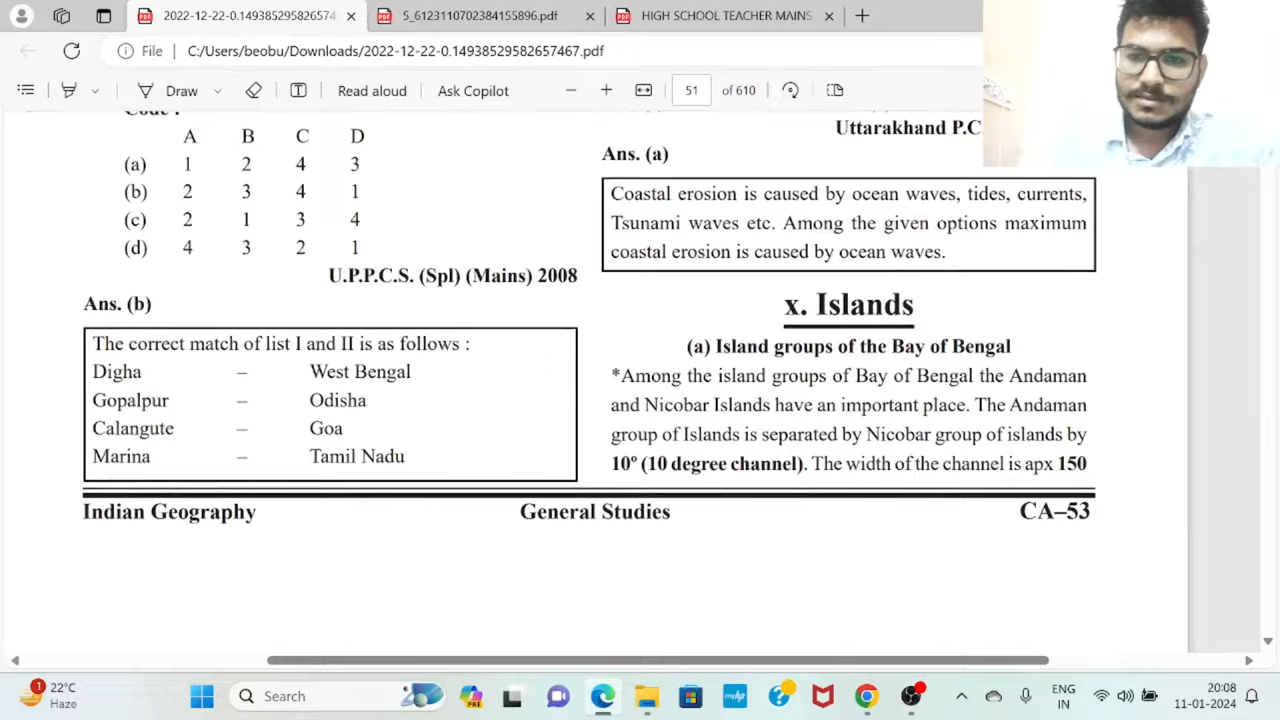 2022-12-22-0.149385295826574
5_6123110702384155896.pdf
HIGH SCHOOL TEACHER MAINS
File
C:/Users/beobu/Downloads/2022-12-22-0.14938529582657467.pdf
Draw
Read aloud
Ask Copilot
51
of 610
Code :
A B C D
(a) 1 2 4 3
(b) 2 3 4 1
(c) 2 1 3 4
(d) 4 3 2 1
U.P.P.C.S. (Spl) (Mains) 2008
Ans. (b)
The correct match of list I and II is as follows :
Digha – West Bengal
Gopalpur – Odisha
Calangute – Goa
Marina – Tamil Nadu
Uttarakhand P.C.
Ans. (a)
Coastal erosion is caused by ocean waves, tides, currents,
Tsunami waves etc. Among the given options maximum
coastal erosion is caused by ocean waves.
x. Islands
(a) Island groups of the Bay of Bengal
*Among the island groups of Bay of Bengal the Andaman
and Nicobar Islands have an important place. The Andaman
group of Islands is separated by Nicobar group of islands by
10º (10 degree channel). The width of the channel is apx 150
Indian Geography
General Studies
CA–53
1
22°C
Haze
Search
PRE
ENG
IN
20:08
11-01-2024